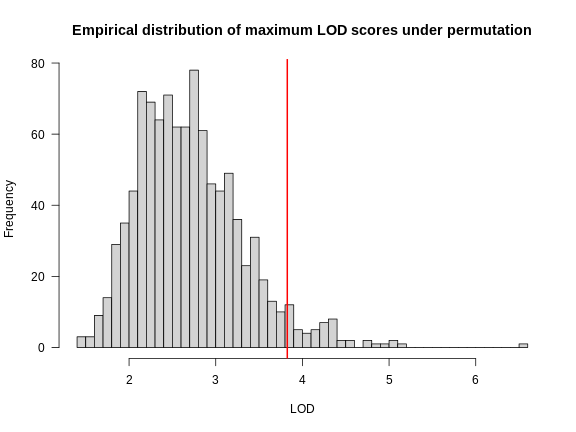 Empirical distribution of maximum LOD scores under permutation
Frequency
80
60
40
20
0
2 3 4 5 6
LOD